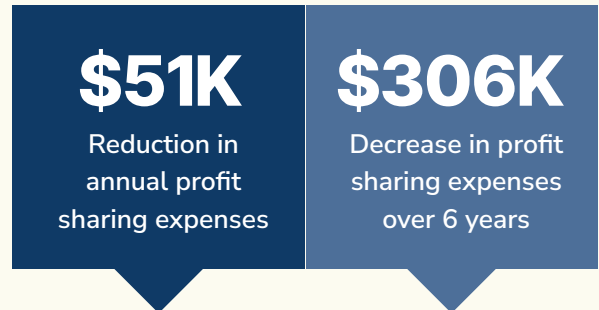 $51K
Reduction in
annual profit
sharing expenses
$306K
Decrease in profit
sharing expenses
over 6 years